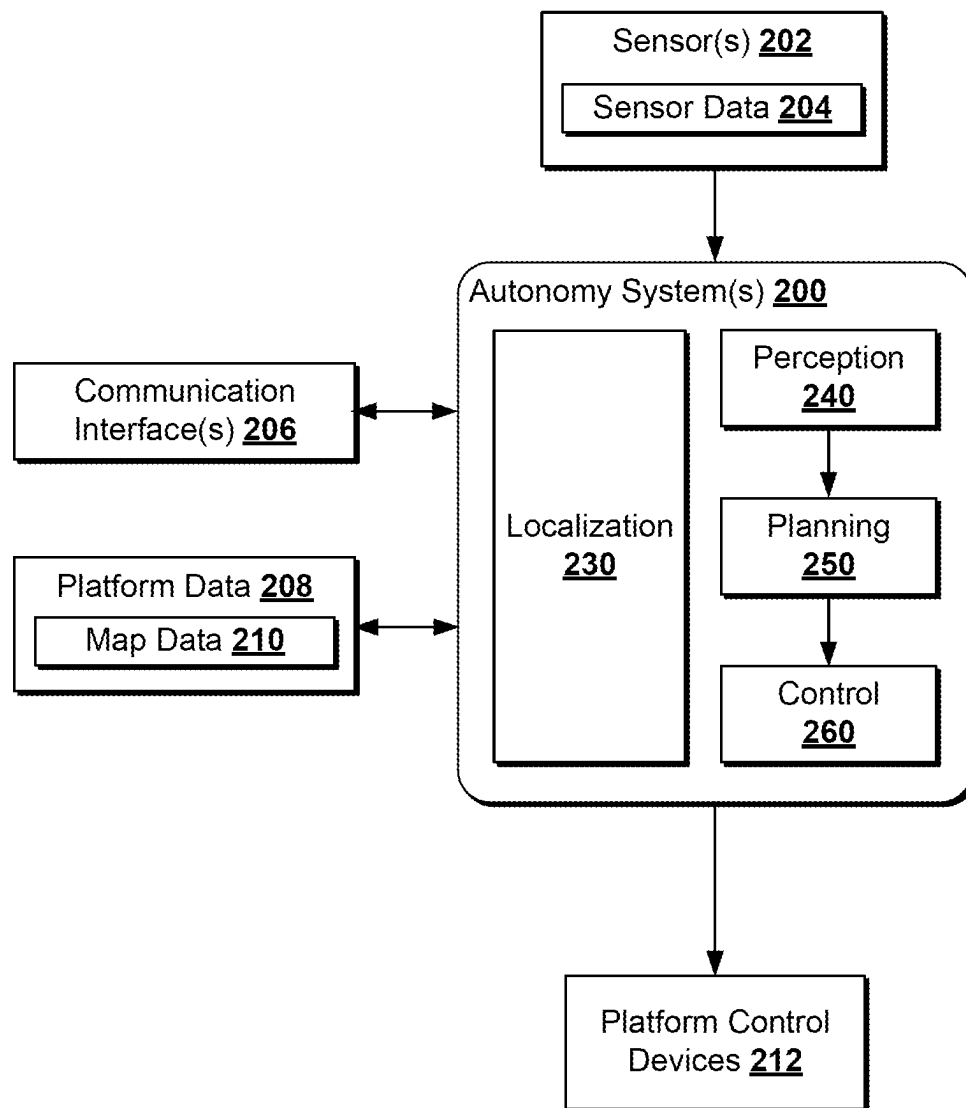 Sensor(s) 202
Sensor Data 204
Autonomy System(s) 200
Communication
Interface(s) 206
Platform Data 208
Map Data 210
Localization
230
Perception
240
Planning
250
Control
260
Platform Control
Devices 212